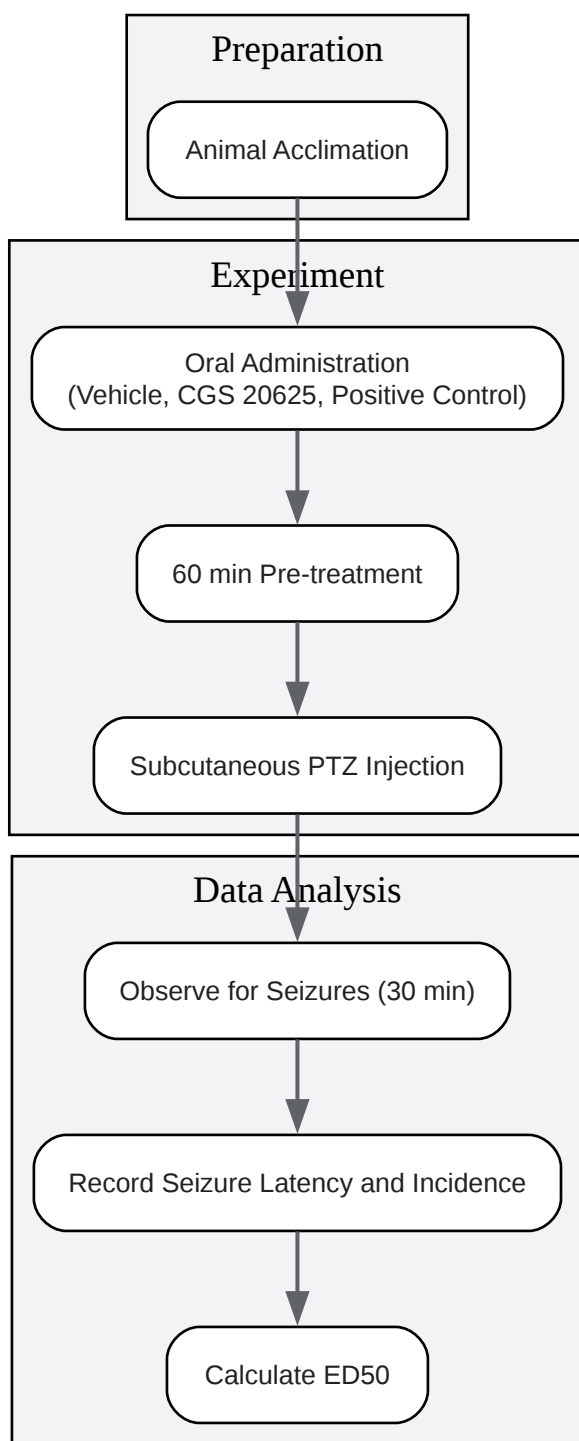 Preparation
Animal Acclimation
Experiment
Oral Administration
(Vehicle, CGS 20625, Positive Control)
60 min Pre-treatment
Subcutaneous PTZ Injection
Data Analysis
Observe for Seizures (30 min)
Record Seizure Latency and Incidence
Calculate ED50